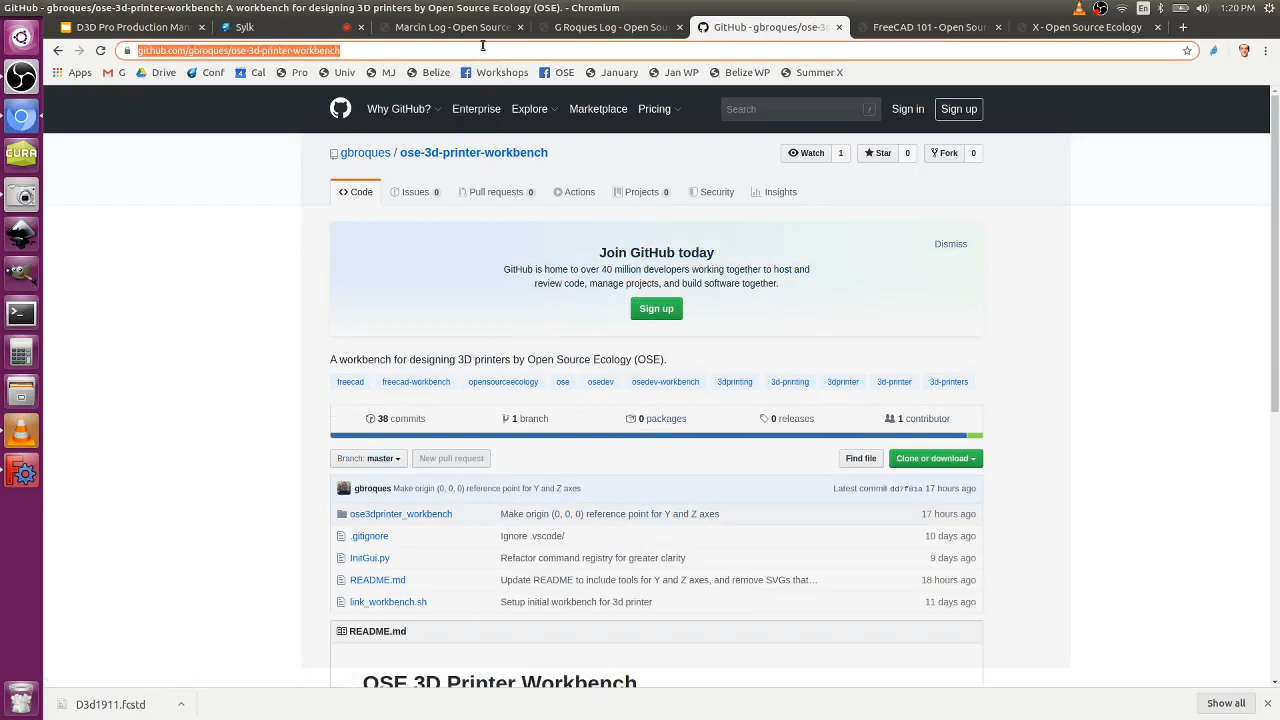 GitHub - gbroques/ose-3d-printer-workbench: A workbench for designing 3D printers by Open Source Ecology (OSE). - Chromium
En 1:20 PM
D3D Pro Production Man
Sylk
Marcin Log - Open Source
G Roques Log - Open Sour
GitHub - gbroques/ose-3d
FreeCAD 101 - Open Sour
X - Open Source Ecology
github.com/gbroques/ose-3d-printer-workbench
Apps G Drive Conf Cal Pro Univ MJ Belize Workshops OSE January Jan WP Belize WP Summer X
Why GitHub? Enterprise Explore Marketplace Pricing Search / Sign in Sign up
gbroques / ose-3d-printer-workbench
Watch 1 Star 0 Fork 0
Code Issues 0 Pull requests 0 Actions Projects 0 Security Insights
Join GitHub today
Dismiss
GitHub is home to over 40 million developers working together to host and
review code, manage projects, and build software together.
Sign up
A workbench for designing 3D printers by Open Source Ecology (OSE).
freecad freecad-workbench opensourceecology ose osedev osedev-workbench 3dprinting 3d-printing 3dprinter 3d-printer 3d-printers
38 commits 1 branch 0 packages 0 releases 1 contributor
Branch: master New pull request Find file Clone or download
gbroques Make origin (0, 0, 0) reference point for Y and Z axes Latest commit dd7f81a 17 hours ago
ose3dprinter_workbench Make origin (0, 0, 0) reference point for Y and Z axes 17 hours ago
.gitignore Ignore .vscode/ 10 days ago
InitGui.py Refactor command registry for greater clarity 9 days ago
README.md Update README to include tools for Y and Z axes, and remove SVGs that… 18 hours ago
link_workbench.sh Setup initial workbench for 3d printer 11 days ago
README.md
OSE 3D Printer Workbench
CURA
D3d1911.fcstd
Show all